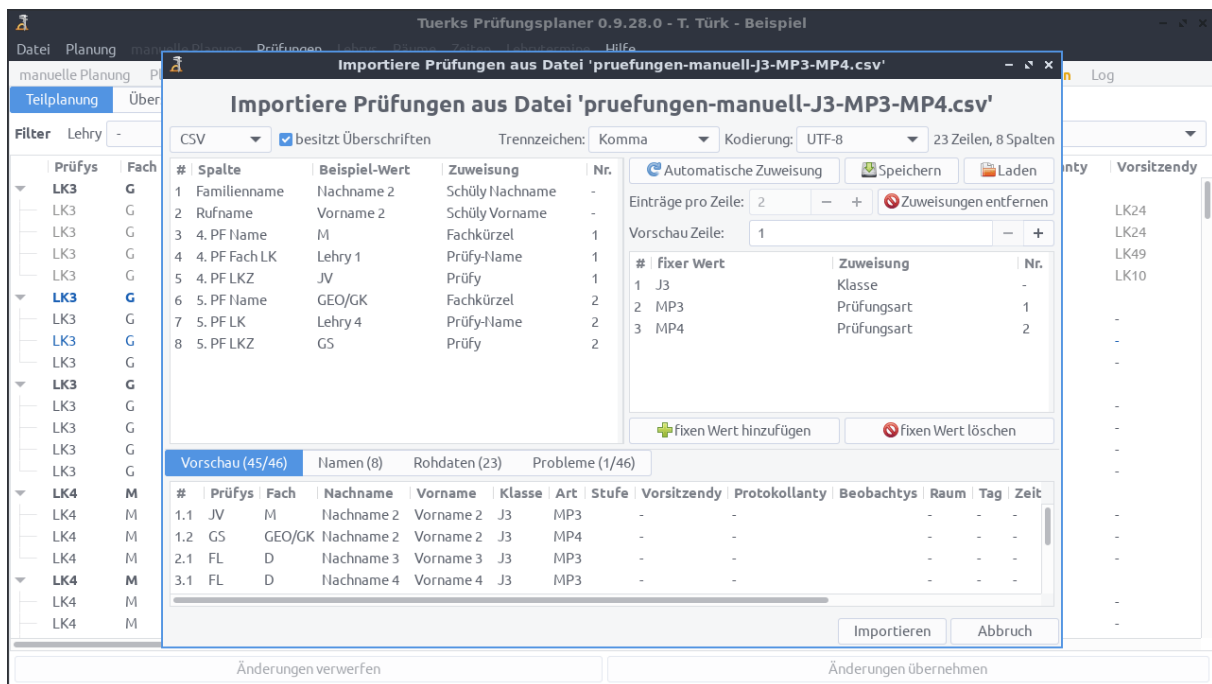 Tuerks Prüfungsplaner 0.9.28.0 - T. Türk - Beispiel
Datei Planung manuelle Planung Prüfungen Lehrys Räume Zeiten Lehrytermine Hilfe
manuelle Planung
Log
Teilplanung
Filter Lehry -
Prüfys Fach
Vorsitzendy
LK3 G
LK3 G LK24
LK3 G LK24
LK3 G LK49
LK3 G LK10
LK3 G
LK3 G -
LK3 G -
LK3 G -
LK3 G
LK3 G -
LK3 G -
LK3 G -
LK3 G -
LK4 M
LK4 M -
LK4 M -
LK4 M -
LK4 M
LK4 M -
LK4 M -
Änderungen verwerfen
Änderungen übernehmen
Importiere Prüfungen aus Datei 'pruefungen-manuell-J3-MP3-MP4.csv'
Importiere Prüfungen aus Datei 'pruefungen-manuell-J3-MP3-MP4.csv'
CSV besitzt Überschriften Trennzeichen: Komma Kodierung: UTF-8 23 Zeilen, 8 Spalten
# Spalte Beispiel-Wert Zuweisung Nr.
1 Familienname Nachname 2 Schüly Nachname -
2 Rufname Vorname 2 Schüly Vorname -
3 4. PF Name M Fachkürzel 1
4 4. PF Fach LK Lehry 1 Prüfy-Name 1
5 4. PF LKZ JV Prüfy 1
6 5. PF Name GEO/GK Fachkürzel 2
7 5. PF LK Lehry 4 Prüfy-Name 2
8 5. PF LKZ GS Prüfy 2
Automatische Zuweisung Speichern Laden
Einträge pro Zeile: 2 − + Zuweisungen entfernen
Vorschau Zeile: 1 − +
# fixer Wert Zuweisung Nr.
1 J3 Klasse -
2 MP3 Prüfungsart 1
3 MP4 Prüfungsart 2
fixen Wert hinzufügen fixen Wert löschen
Vorschau (45/46) Namen (8) Rohdaten (23) Probleme (1/46)
# Prüfys Fach Nachname Vorname Klasse Art Stufe Vorsitzendy Protokollanty Beobachtys Raum Tag Zeit
1.1 JV M Nachname 2 Vorname 2 J3 MP3 - - - - -
1.2 GS GEO/GK Nachname 2 Vorname 2 J3 MP4 - - - - -
2.1 FL D Nachname 3 Vorname 3 J3 MP3 - - - - -
3.1 FL D Nachname 4 Vorname 4 J3 MP3 - - - - -
Importieren Abbruch